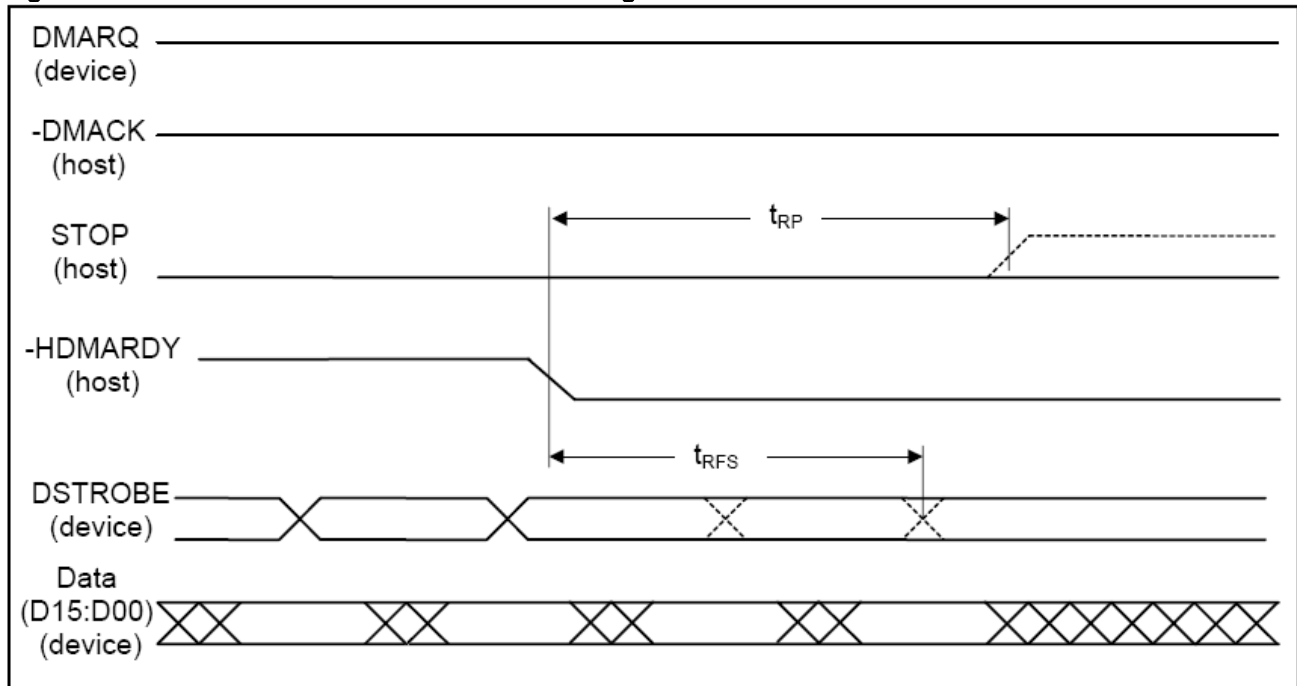 DMARQ
(device)
-DMACK
(host)
STOP
(host)
tRP
-HDMARDY
(host)
tRFS
DSTROBE
(device)
Data
(D15:D00)
(device)